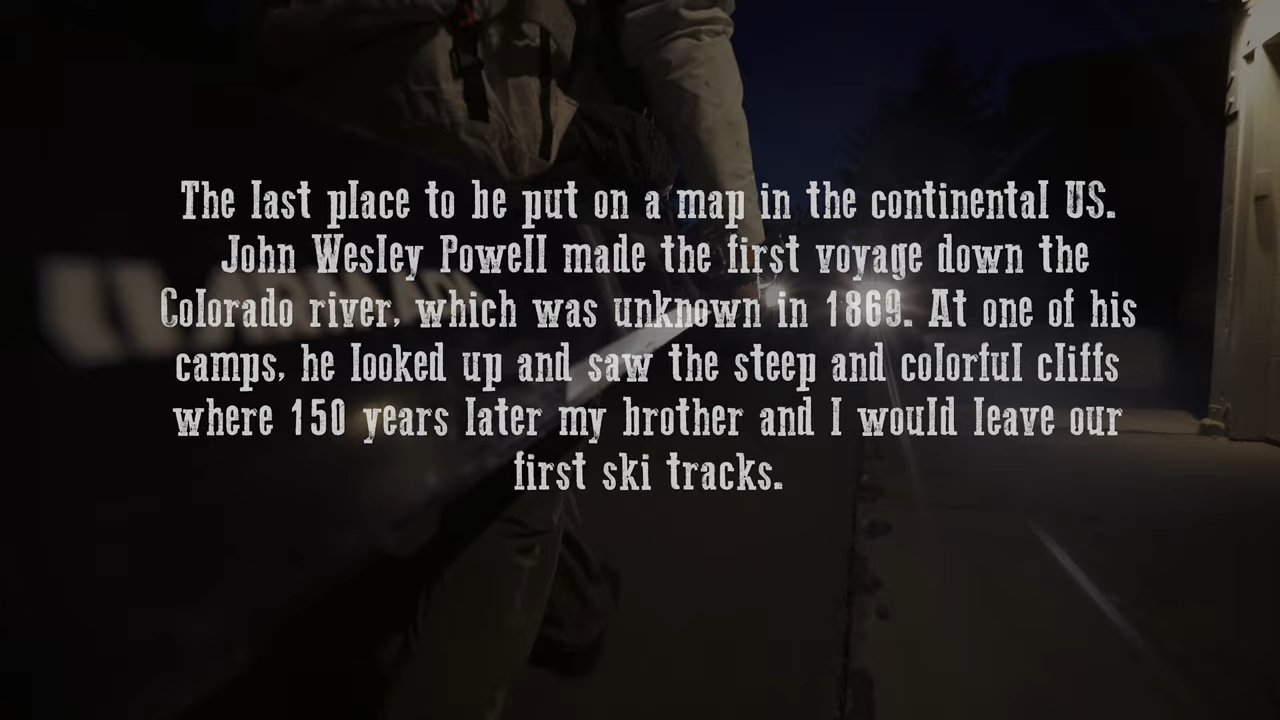 The last place to be put on a map in the continental US.
John Wesley Powell made the first voyage down the
Colorado river, which was unknown in 1869. At one of his
camps, he looked up and saw the steep and colorful cliffs
where 150 years later my brother and I would leave our
first ski tracks.